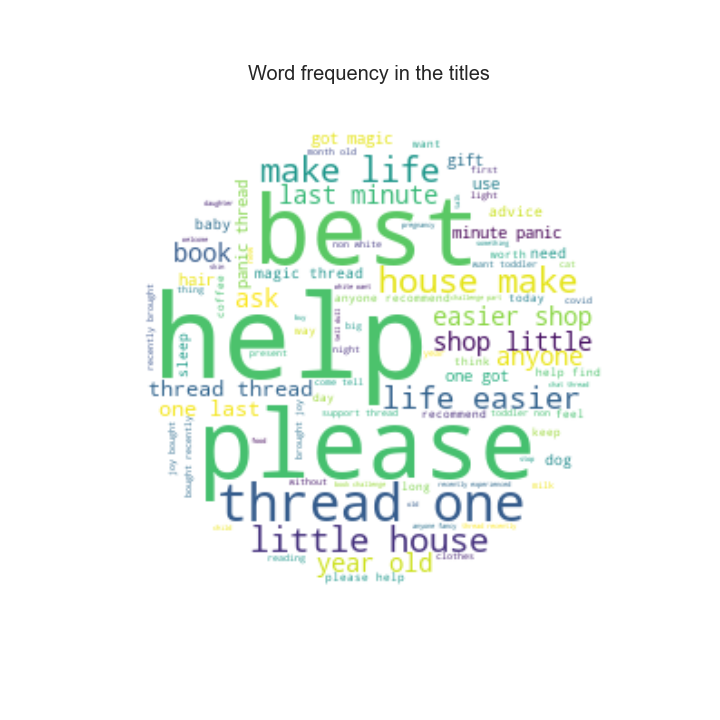 Word frequency in the titles
got magic
want
month old
make life
gift
first
use
light
last minute
daughter
panic thread
best
advice
baby
pregnancy
minute panic
book
non white
worth
need
magic thread
want toddler
cat
hair
house make
thing
coffee
ask
anyone recommend
challenge part
today
covid
recently brought
help
easier shop
way
big
shop little
sleep
night
present
year
anyone
think
help find
one got
come tell
thread thread
life easier
day
one last
support thread
recommend
toddler non
feel
brought joy
please
keep
joy bought
bought recently
food
dog
without
book challenge
long
recently experienced
milk
thread one
old
child
anyone fancy
little house
reading
year old
clothes
please help